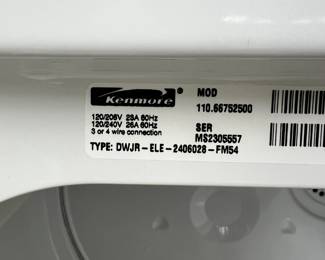 Kenmore
120/208V 23A 60Hz
120/240V 26A 60Hz
3 or 4 wire connection
MOD
110.66752500
SER
MS2305557
TYPE: DWJR-ELE-2406028-FM54